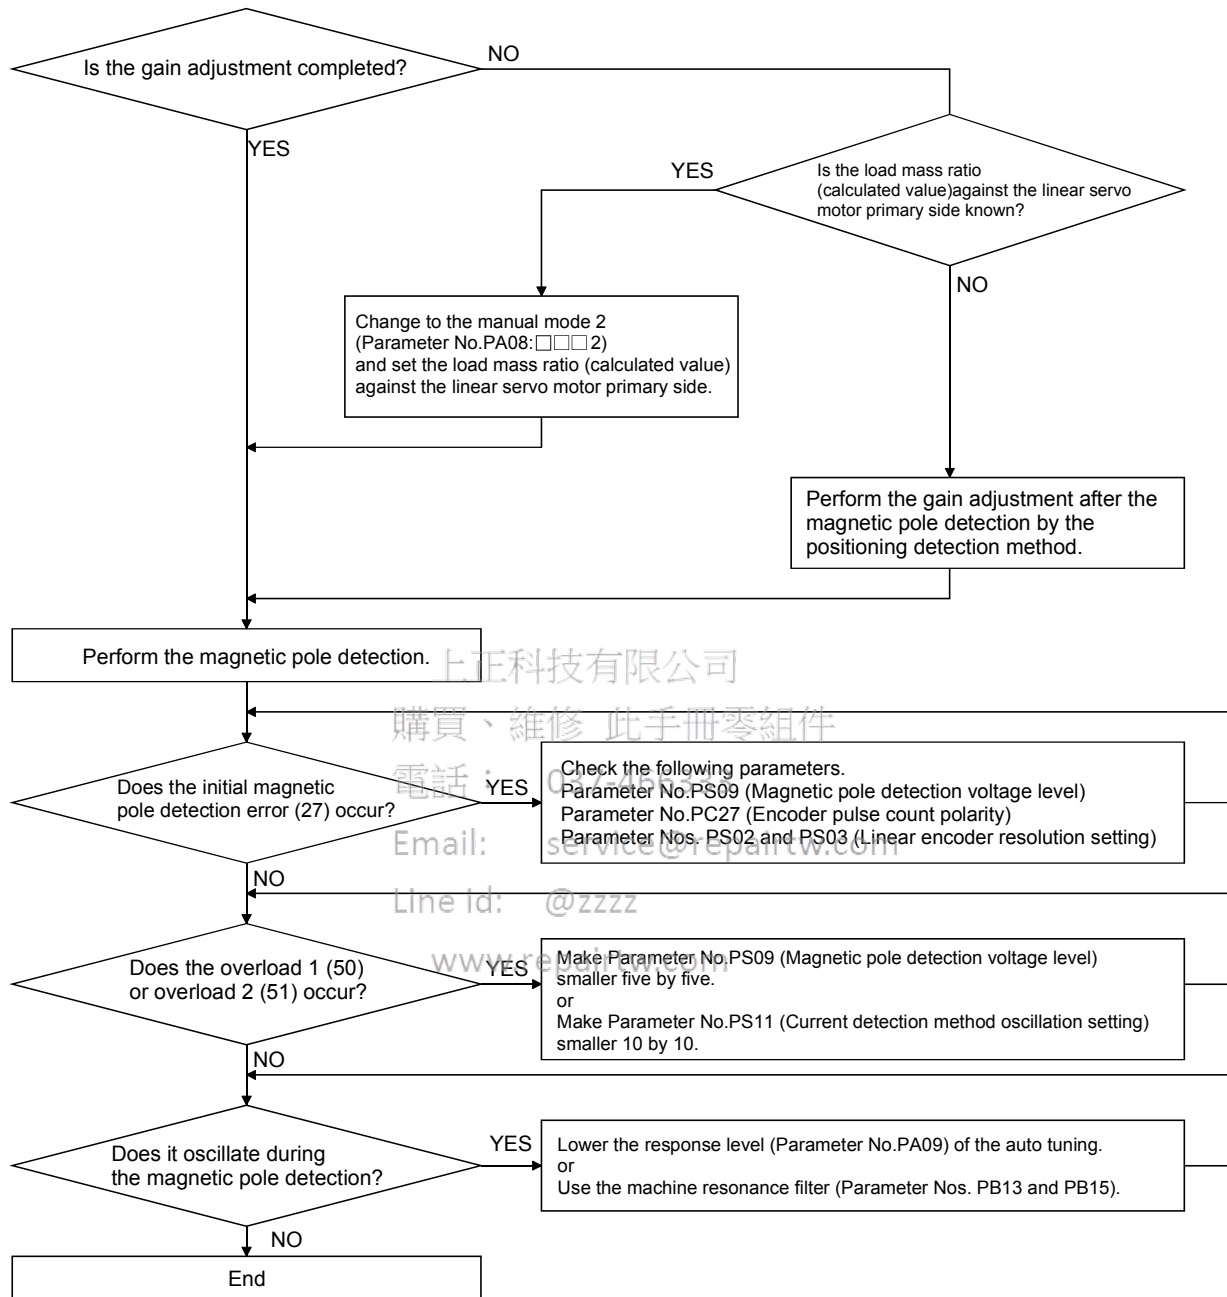 Is the gain adjustment completed?
NO
YES
Is the load mass ratio
(calculated value)against the linear servo
motor primary side known?
YES
NO
Change to the manual mode 2
(Parameter No.PA08:□□□2)
and set the load mass ratio (calculated value)
against the linear servo motor primary side.
Perform the gain adjustment after the
magnetic pole detection by the
positioning detection method.
Perform the magnetic pole detection.
上正科技有限公司
購買、維修 此手冊零組件
電話: 037-466333
Email: service@repairtw.com
Line id: @zzzz
www.repairtw.com
Does the initial magnetic
pole detection error (27) occur?
YES
Check the following parameters.
Parameter No.PS09 (Magnetic pole detection voltage level)
Parameter No.PC27 (Encoder pulse count polarity)
Parameter Nos. PS02 and PS03 (Linear encoder resolution setting)
NO
Does the overload 1 (50)
or overload 2 (51) occur?
YES
Make Parameter No.PS09 (Magnetic pole detection voltage level)
smaller five by five.
or
Make Parameter No.PS11 (Current detection method oscillation setting)
smaller 10 by 10.
NO
Does it oscillate during
the magnetic pole detection?
YES
Lower the response level (Parameter No.PA09) of the auto tuning.
or
Use the machine resonance filter (Parameter Nos. PB13 and PB15).
NO
End